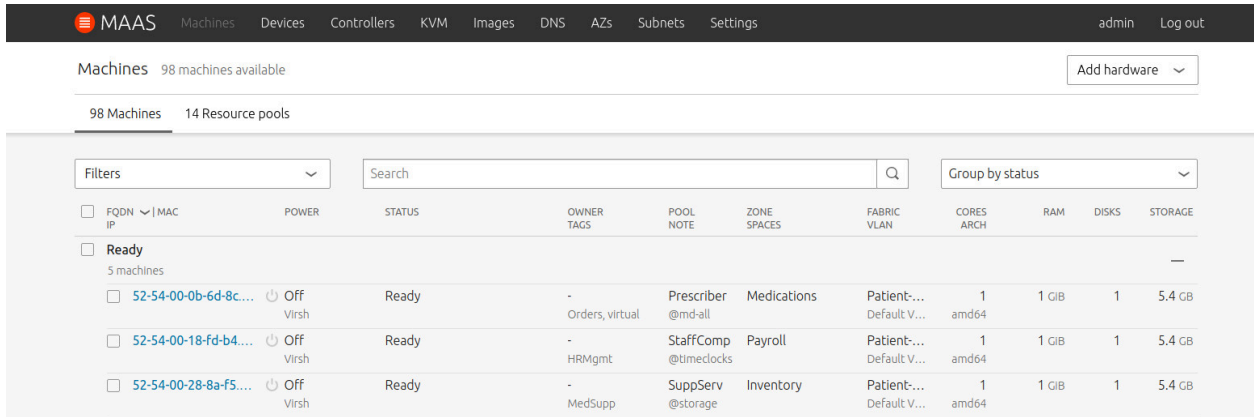 MAAS Machines Devices Controllers KVM Images DNS AZs Subnets Settings admin Log out
Machines 98 machines available Add hardware
98 Machines 14 Resource pools
Filters Search Group by status
FQDN | MAC POWER STATUS OWNER POOL ZONE FABRIC CORES RAM DISKS STORAGE
IP TAGS NOTE SPACES VLAN ARCH
Ready
5 machines —
52-54-00-0b-6d-8c.... Off Ready - Prescriber Medications Patient-... 1 1 GiB 1 5.4 GB
Virsh Orders, virtual @md-all Default V... amd64
52-54-00-18-fd-b4.... Off Ready - StaffComp Payroll Patient-... 1 1 GiB 1 5.4 GB
Virsh HRMgmt @timeclocks Default V... amd64
52-54-00-28-8a-f5.... Off Ready - SuppServ Inventory Patient-... 1 1 GiB 1 5.4 GB
Virsh MedSupp @storage Default V... amd64